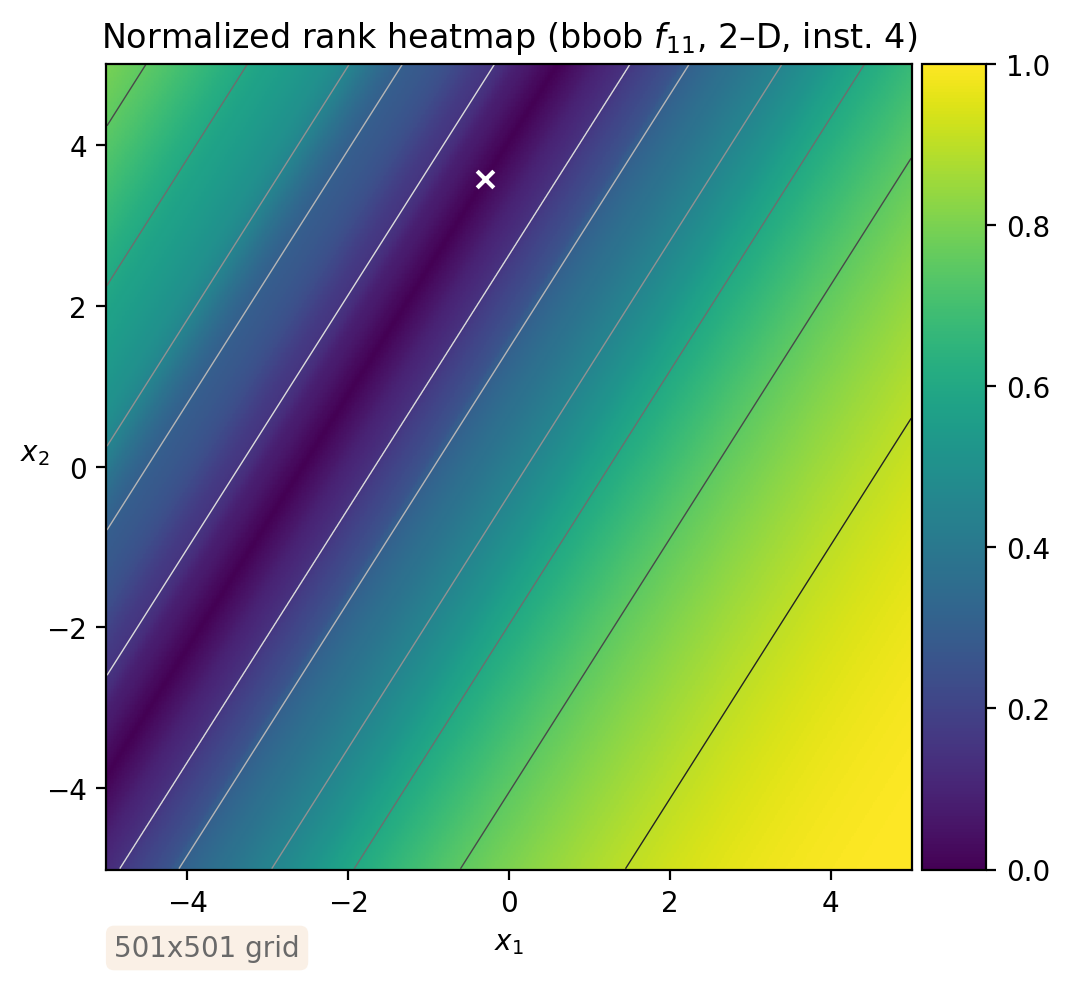 Normalized rank heatmap (bbob f₁₁, 2–D, inst. 4)
4
2
0
−2
−4
x₂
−4 −2 0 2 4
x₁
1.0
0.8
0.6
0.4
0.2
0.0
501x501 grid